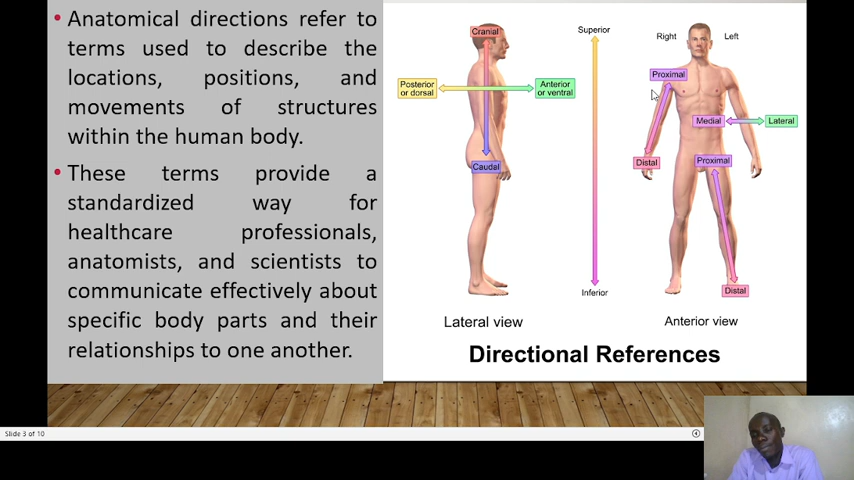 • Anatomical directions refer to
terms used to describe the
locations, positions, and
movements of structures
within the human body.
• These terms provide a
standardized way for
healthcare professionals,
anatomists, and scientists to
communicate effectively about
specific body parts and their
relationships to one another.
Cranial
Posterior
or dorsal
Anterior
or ventral
Caudal
Lateral view
Superior
Inferior
Right
Left
Proximal
Medial
Lateral
Distal
Proximal
Distal
Anterior view
Directional References
Slide 3 of 10